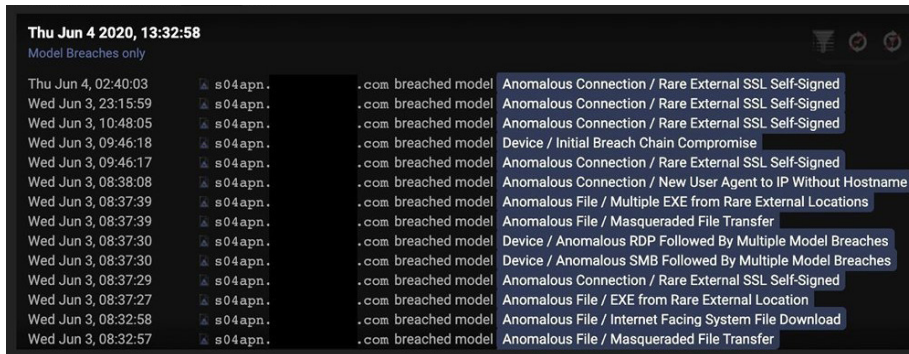 Thu Jun 4 2020, 13:32:58
Model Breaches only
Thu Jun 4, 02:40:03 s04apn. .com breached model Anomalous Connection / Rare External SSL Self-Signed
Wed Jun 3, 23:15:59 s04apn. .com breached model Anomalous Connection / Rare External SSL Self-Signed
Wed Jun 3, 10:48:05 s04apn. .com breached model Anomalous Connection / Rare External SSL Self-Signed
Wed Jun 3, 09:46:18 s04apn. .com breached model Device / Initial Breach Chain Compromise
Wed Jun 3, 09:46:17 s04apn. .com breached model Anomalous Connection / Rare External SSL Self-Signed
Wed Jun 3, 08:38:08 s04apn. .com breached model Anomalous Connection / New User Agent to IP Without Hostname
Wed Jun 3, 08:37:39 s04apn. .com breached model Anomalous File / Multiple EXE from Rare External Locations
Wed Jun 3, 08:37:39 s04apn. .com breached model Anomalous File / Masqueraded File Transfer
Wed Jun 3, 08:37:30 s04apn. .com breached model Device / Anomalous RDP Followed By Multiple Model Breaches
Wed Jun 3, 08:37:30 s04apn. .com breached model Device / Anomalous SMB Followed By Multiple Model Breaches
Wed Jun 3, 08:37:29 s04apn. .com breached model Anomalous Connection / Rare External SSL Self-Signed
Wed Jun 3, 08:37:27 s04apn. .com breached model Anomalous File / EXE from Rare External Location
Wed Jun 3, 08:32:58 s04apn. .com breached model Anomalous File / Internet Facing System File Download
Wed Jun 3, 08:32:57 s04apn. .com breached model Anomalous File / Masqueraded File Transfer